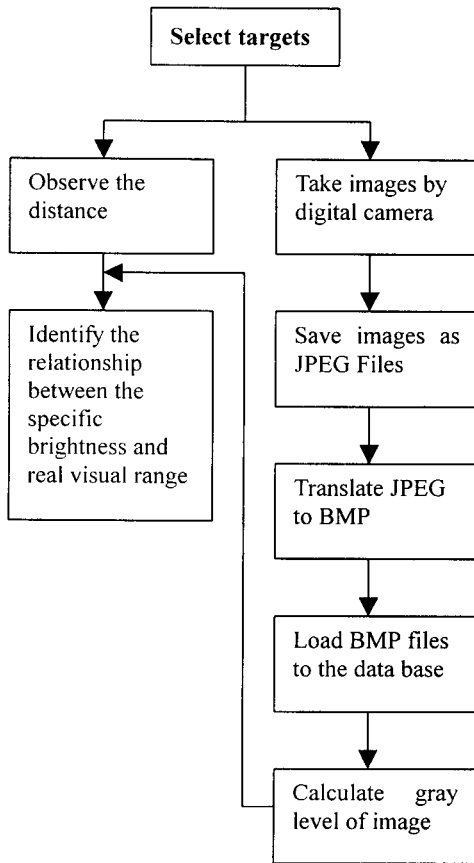 Select targets
Observe the
distance
Identify the
relationship
between the
specific
brightness and
real visual range
Take images by
digital camera
Save images as
JPEG Files
Translate JPEG
to BMP
Load BMP files
to the data base
Calculate gray
level of image